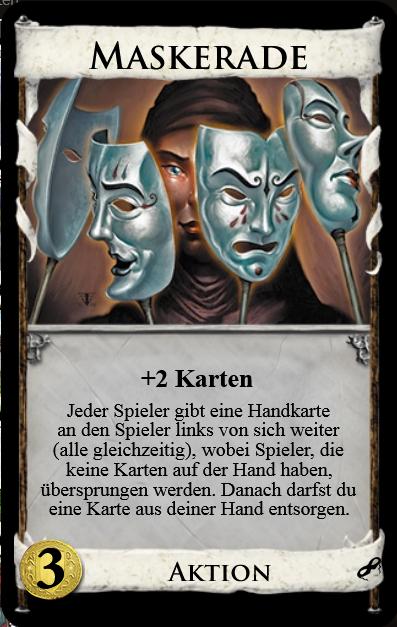 MASKERADE
+2 Karten
Jeder Spieler gibt eine Handkarte
an den Spieler links von sich weiter
(alle gleichzeitig), wobei Spieler, die
keine Karten auf der Hand haben,
übersprungen werden. Danach darfst du
eine Karte aus deiner Hand entsorgen.
3
AKTION